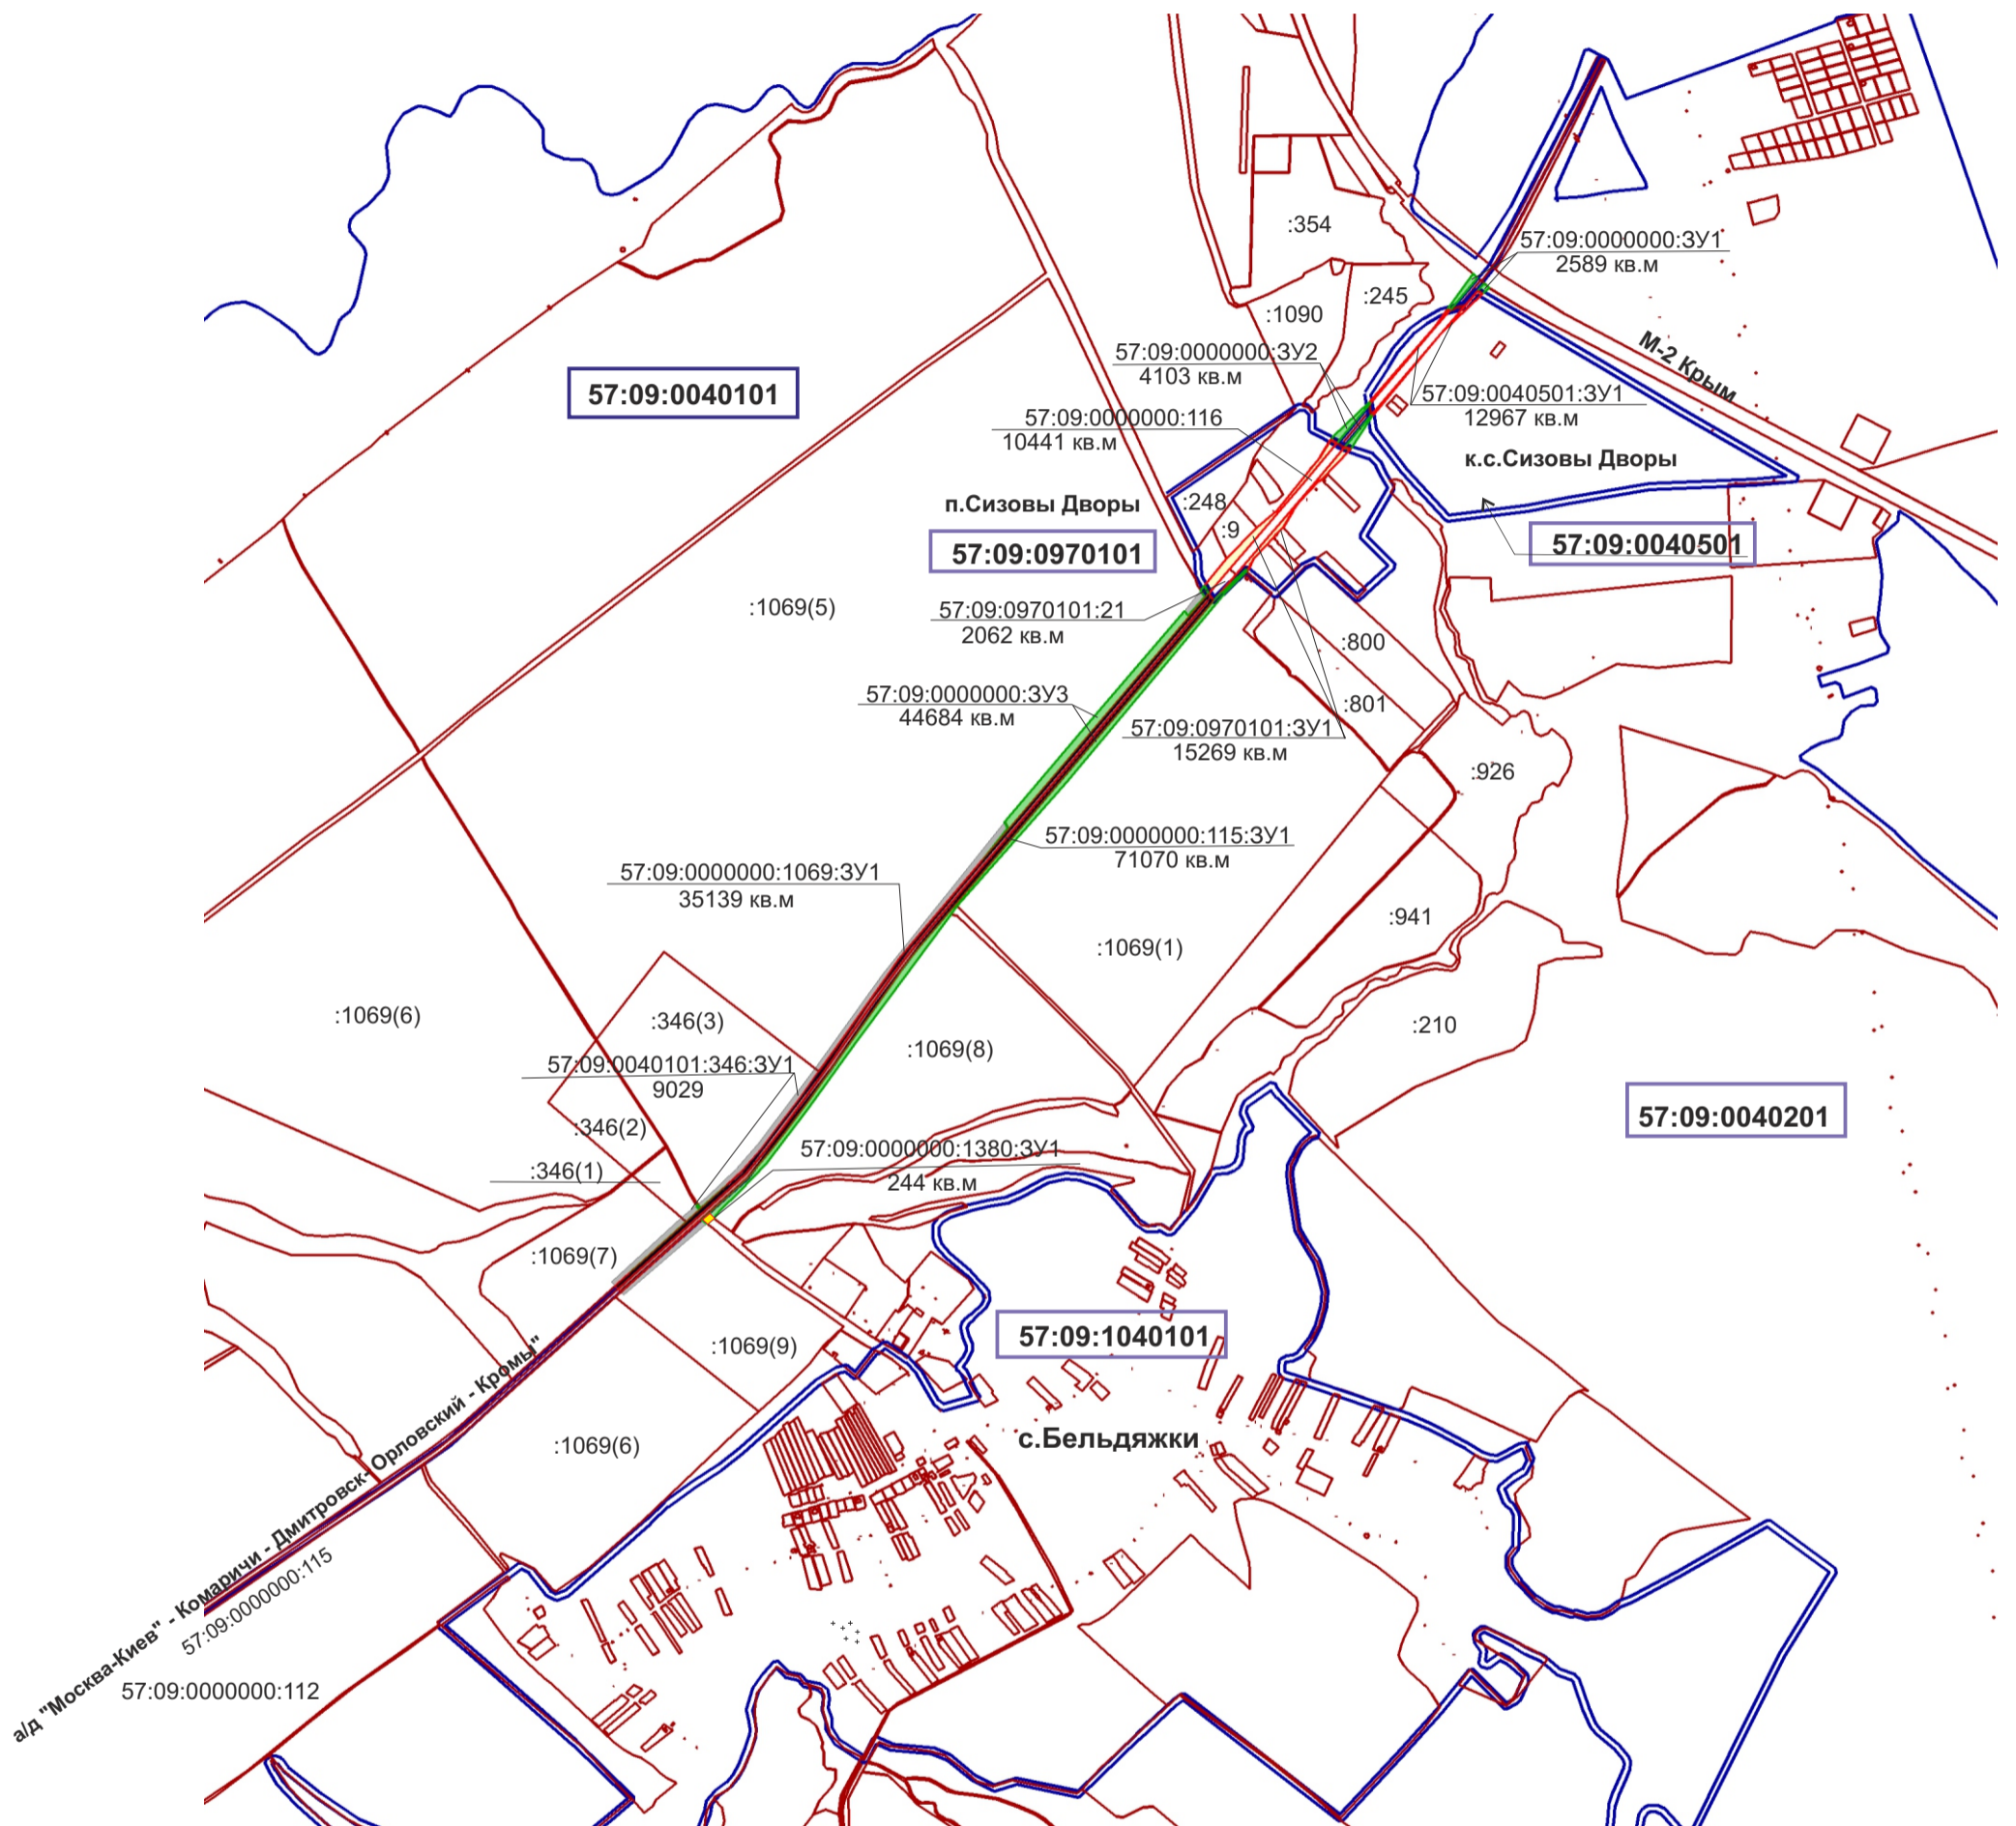 :354
57:09:0000000:ЗУ1
2589 кв.м
:245
:1090
М-2 Крым
57:09:0000000:ЗУ2
4103 кв.м
57:09:0040101
57:09:0040501:ЗУ1
12967 кв.м
57:09:0000000:116
10441 кв.м
к.с.Сизовы Дворы
п.Сизовы Дворы
:248
:9
57:09:0970101
57:09:0040501
:1069(5)
57:09:0970101:21
2062 кв.м
:800
57:09:0000000:ЗУ3
44684 кв.м
:801
57:09:0970101:ЗУ1
15269 кв.м
:926
57:09:0000000:115:ЗУ1
71070 кв.м
57:09:0000000:1069:ЗУ1
35139 кв.м
:941
:1069(1)
:1069(6)
:346(3)
:210
:1069(8)
57:09:0040101:346:ЗУ1
9029
57:09:0040201
:346(2)
57:09:0000000:1380:ЗУ1
244 кв.м
:346(1)
:1069(7)
57:09:1040101
:1069(9)
с.Бельдяжки
:1069(6)
а/д "Москва-Киев" - Комаричи - Дмитровск- Орловский - Кромы"
57:09:0000000:115
57:09:0000000:112